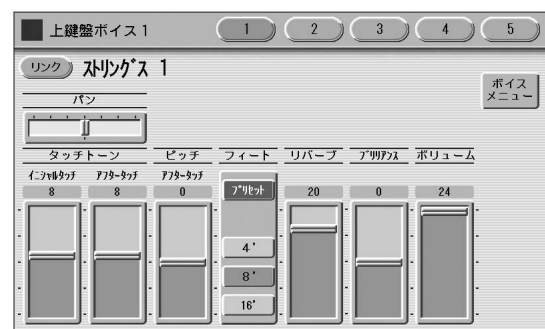 上鍵盤ボイス1 1 2 3 4 5
リンク ストリングス 1
ボイス
メニュー
パン
タッチトーン ピッチ フィート リバーブ ブリリアンス ボリューム
イニシャルタッチ アフタータッチ アフタータッチ
8 8 0 プリセット 20 0 24
4'
8'
16'